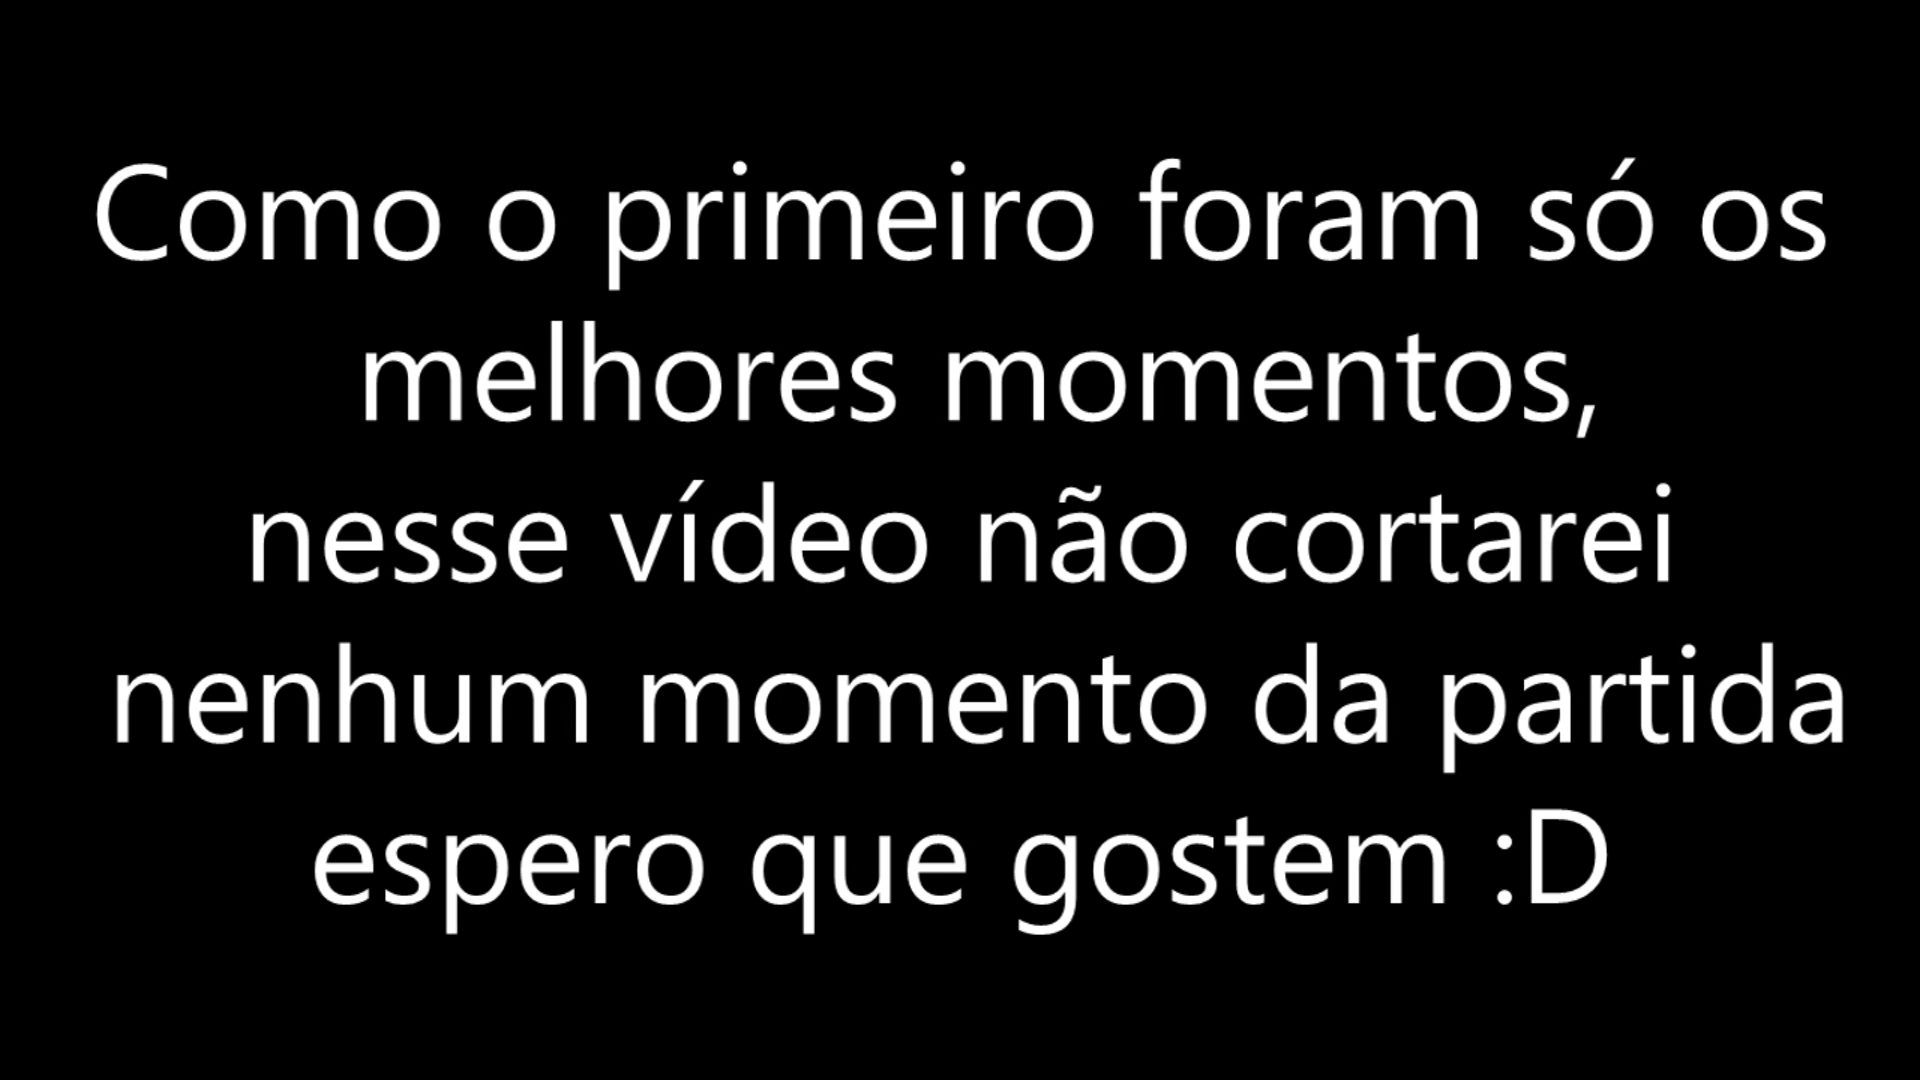 Como o primeiro foram só os
melhores momentos,
nesse vídeo não cortarei
nenhum momento da partida
espero que gostem :D